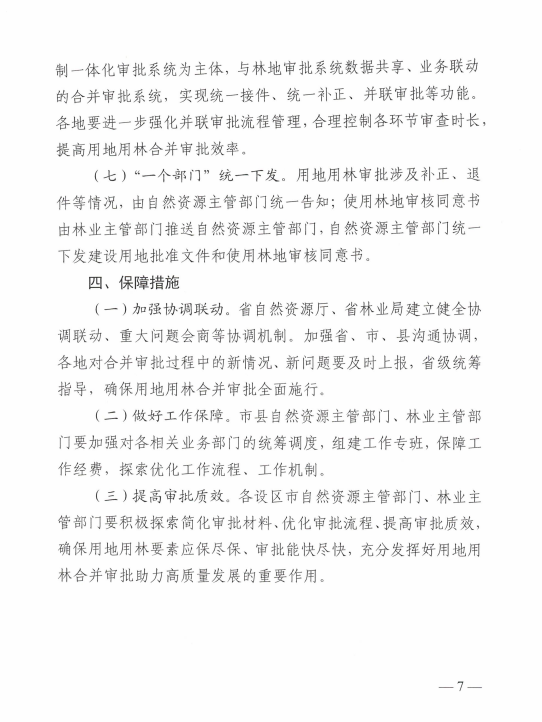 制一体化审批系统为主体，与林地审批系统数据共享、业务联动
的合并审批系统，实现统一接件、统一补正、并联审批等功能。
各地要进一步强化并联审批流程管理，合理控制各环节审查时长，
提高用地用林合并审批效率。
（七）“一个部门”统一下发。用地用林审批涉及补正、退
件等情况，由自然资源主管部门统一告知；使用林地审核同意书
由林业主管部门推送自然资源主管部门，自然资源主管部门统一
下发建设用地批准文件和使用林地审核同意书。
四、保障措施
（一）加强协调联动。省自然资源厅、省林业局建立健全协
调联动、重大问题会商等协调机制。加强省、市、县沟通协调，
各地对合并审批过程中的新情况、新问题要及时上报，省级统筹
指导，确保用地用林合并审批全面施行。
（二）做好工作保障。市县自然资源主管部门、林业主管部
门要加强对各相关业务部门的统筹调度，组建工作专班，保障工
作经费，探索优化工作流程、工作机制。
（三）提高审批质效。各设区市自然资源主管部门、林业主
管部门要积极探索简化审批材料、优化审批流程、提高审批质效，
确保用地用林要素应保尽保、审批能快尽快，充分发挥好用地用
林合并审批助力高质量发展的重要作用。
— 7 —